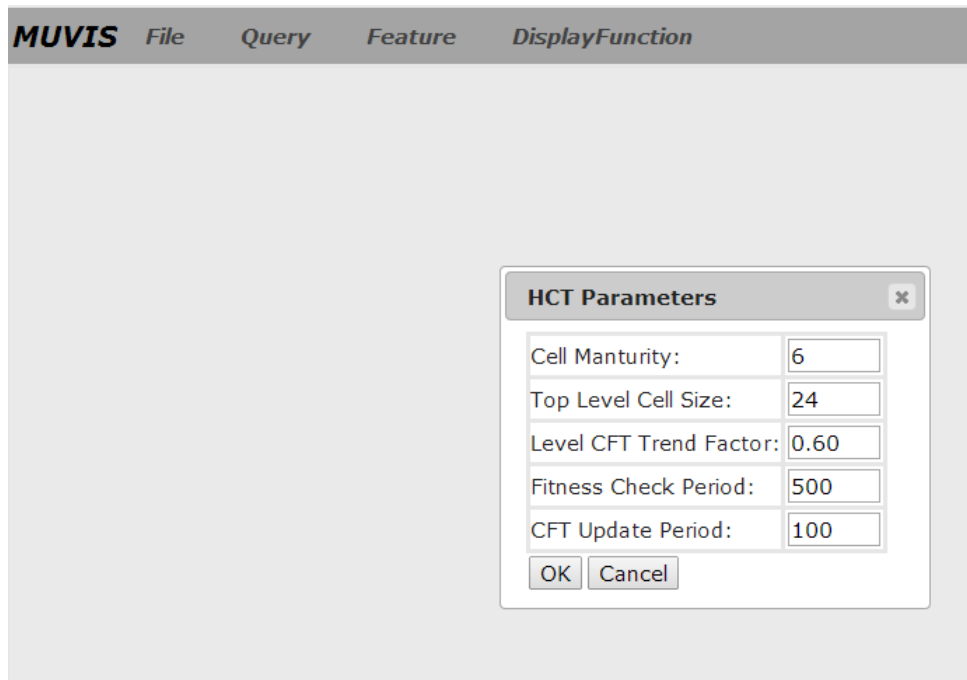 MUVIS File Query Feature DisplayFunction
HCT Parameters
Cell Manturity: 6
Top Level Cell Size: 24
Level CFT Trend Factor: 0.60
Fitness Check Period: 500
CFT Update Period: 100
OK Cancel